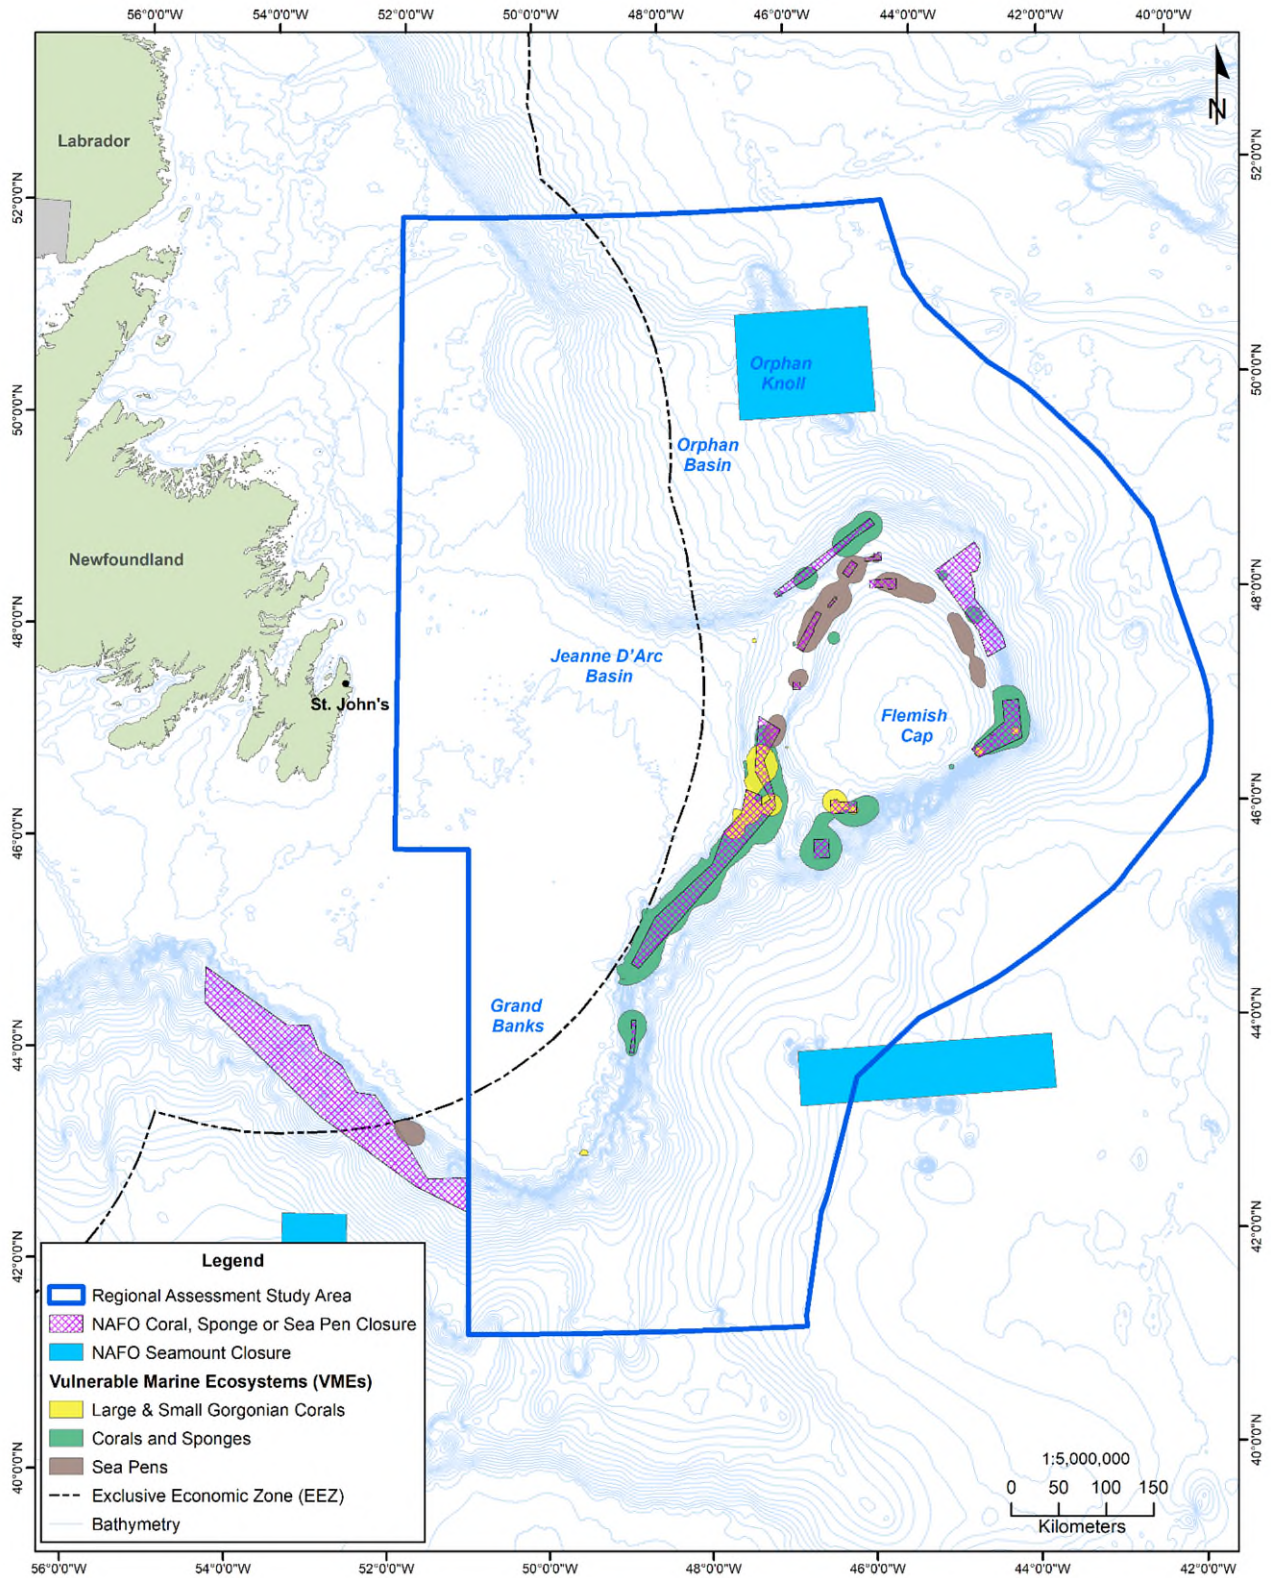 56°0'0"W 54°0'0"W 52°0'0"W 50°0'0"W 48°0'0"W 46°0'0"W 44°0'0"W 42°0'0"W 40°0'0"W
N
Labrador
52°0'0"N
52°0'0"N
Orphan
Knoll
50°0'0"N
50°0'0"N
Orphan
Basin
Newfoundland
48°0'0"N
48°0'0"N
Jeanne D'Arc
Basin
St. John's
Flemish
Cap
46°0'0"N
46°0'0"N
Grand
Banks
44°0'0"N
44°0'0"N
42°0'0"N
42°0'0"N
Legend
Regional Assessment Study Area
NAFO Coral, Sponge or Sea Pen Closure
NAFO Seamount Closure
Vulnerable Marine Ecosystems (VMEs)
Large & Small Gorgonian Corals
Corals and Sponges
Sea Pens
Exclusive Economic Zone (EEZ)
Bathymetry
40°0'0"N
40°0'0"N
1:5,000,000
0 50 100 150
Kilometers
56°0'0"W 54°0'0"W 52°0'0"W 50°0'0"W 48°0'0"W 46°0'0"W 44°0'0"W 42°0'0"W